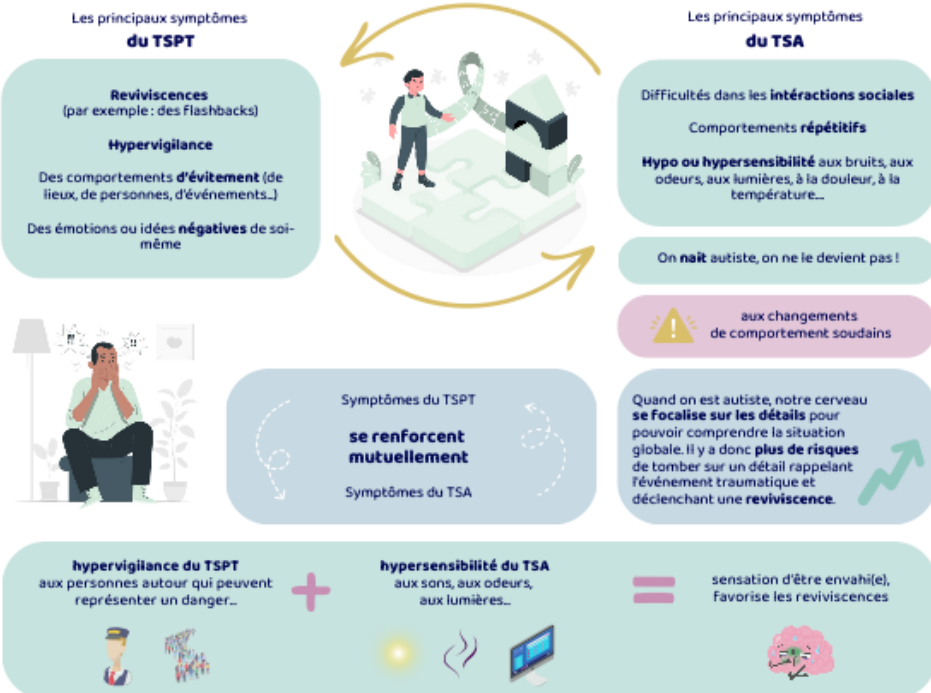 Les principaux symptômes
du TSPT
Reviviscences
(par exemple : des flashbacks)
Hypervigilance
Des comportements d'évitement (de
lieux, de personnes, d'événements...)
Des émotions ou idées négatives de soi-
même
Les principaux symptômes
du TSA
Difficultés dans les intéractions sociales
Comportements répétitifs
Hypo ou hypersensibilité aux bruits, aux
odeurs, aux lumières, à la douleur, à la
température...
On nait autiste, on ne le devient pas !
aux changements
de comportement soudains
Symptômes du TSPT
se renforcent
mutuellement
Symptômes du TSA
Quand on est autiste, notre cerveau
se focalise sur les détails pour
pouvoir comprendre la situation
globale. Il y a donc plus de risques
de tomber sur un détail rappelant
l'événement traumatique et
déclenchant une reviviscence.
hypervigilance du TSPT
aux personnes autour qui peuvent
représenter un danger...
+
hypersensibilité du TSA
aux sons, aux odeurs,
aux lumières...
=
sensation d'être envahi(e),
favorise les reviviscences